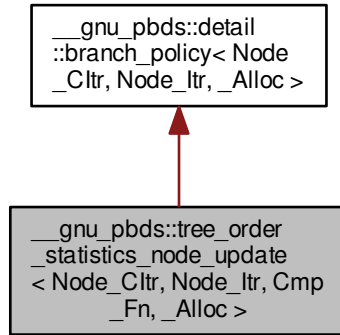 __gnu_pbds::detail
::branch_policy< Node
_CItr, Node_Itr, _Alloc >
__gnu_pbds::tree_order
_statistics_node_update
< Node_CItr, Node_Itr, Cmp
_Fn, _Alloc >